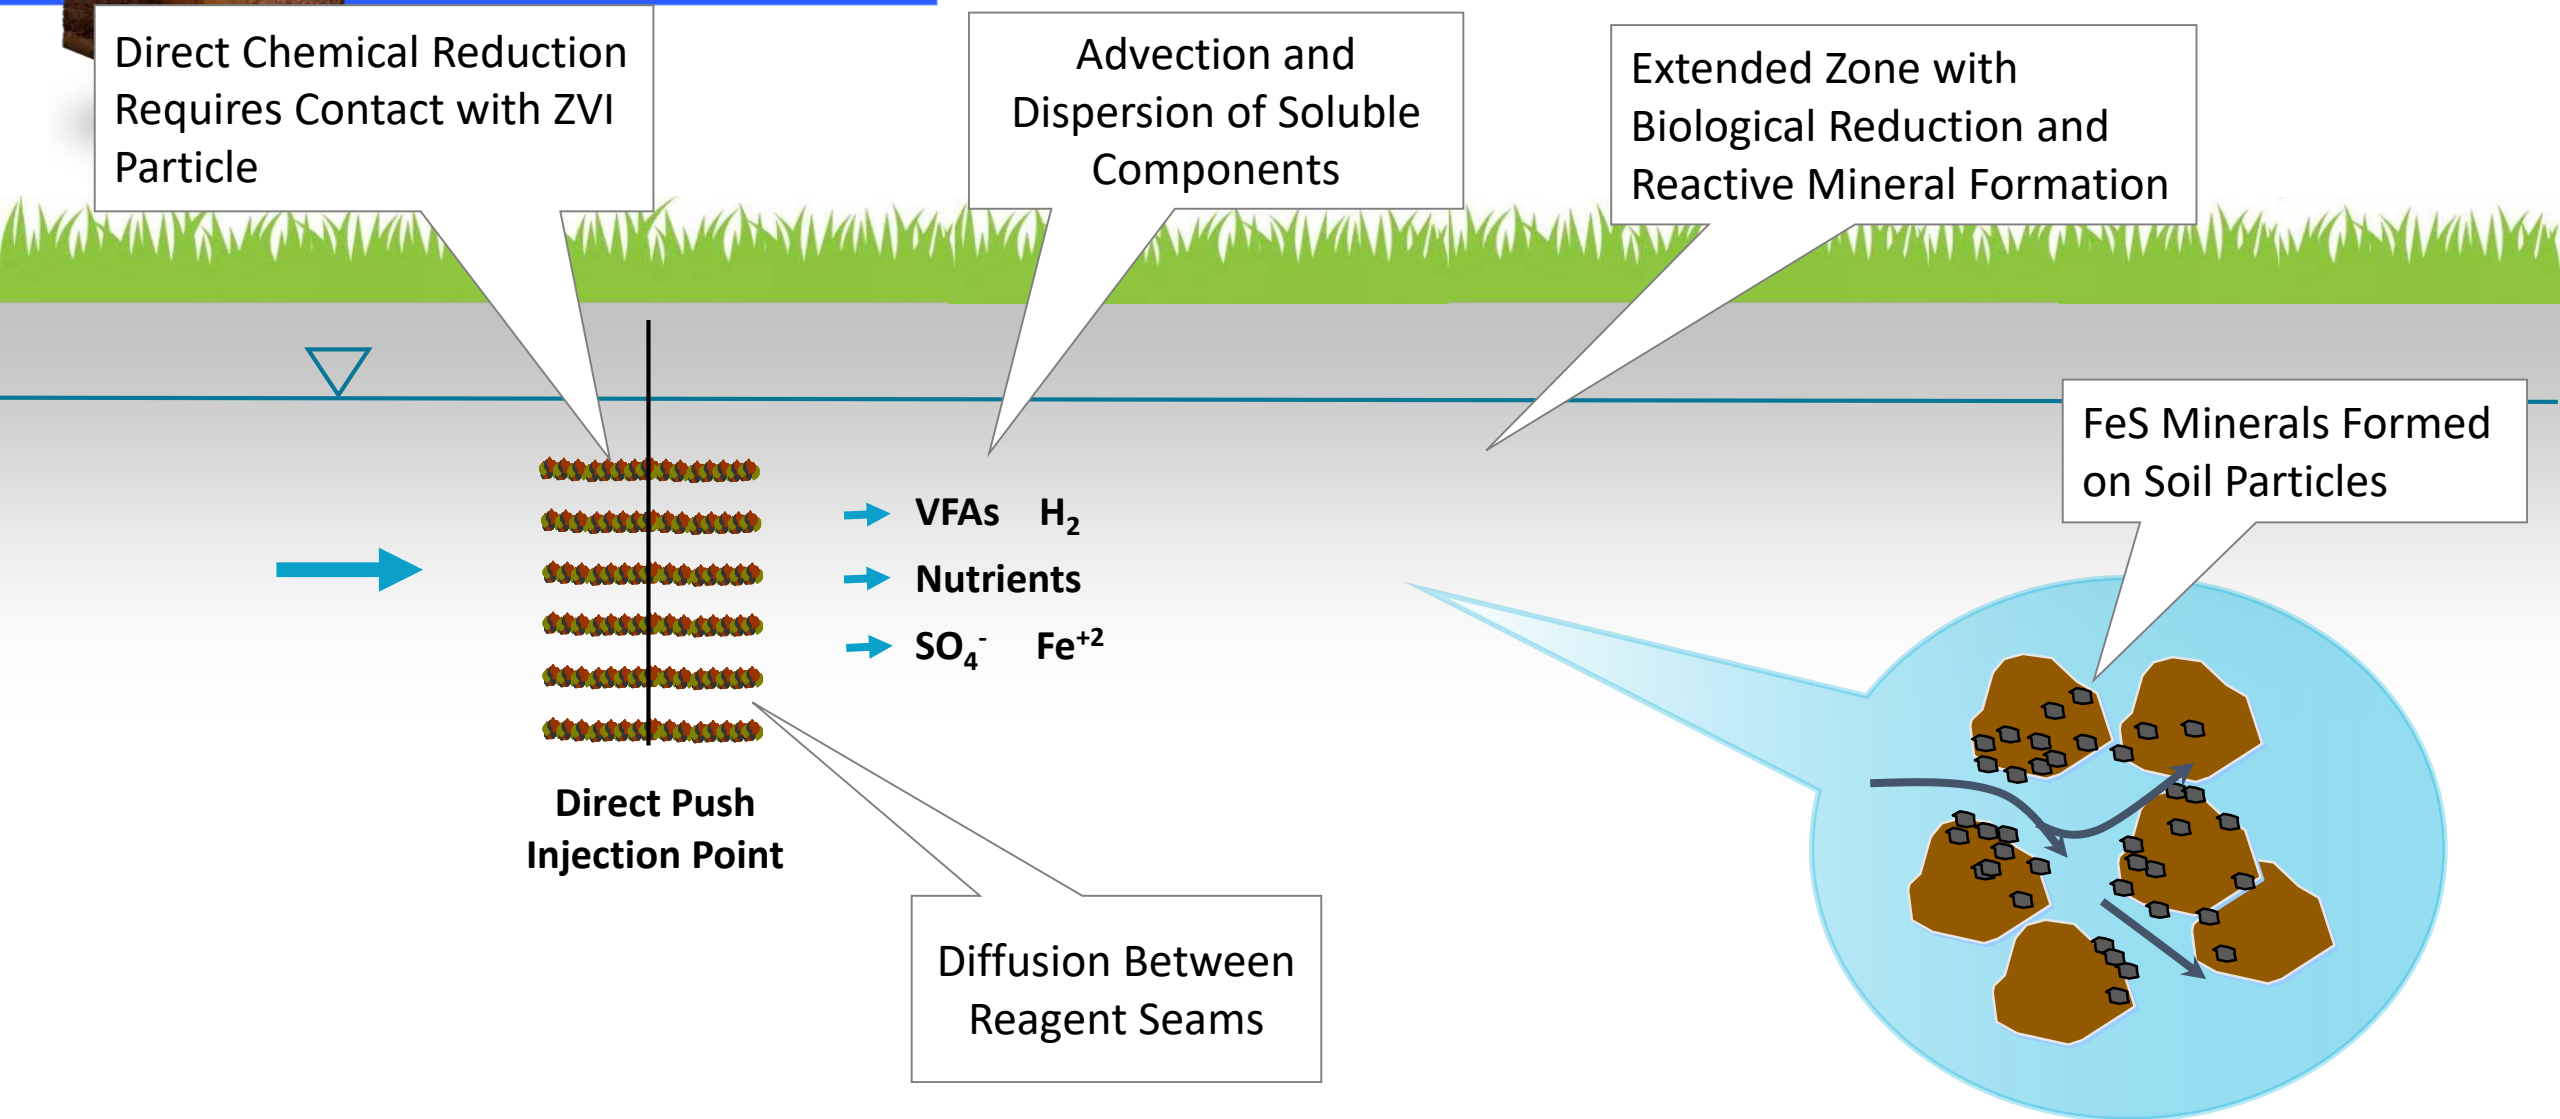 Direct Chemical Reduction
Requires Contact with ZVI
Particle
Advection and
Dispersion of Soluble
Components
Extended Zone with
Biological Reduction and
Reactive Mineral Formation
FeS Minerals Formed
on Soil Particles
VFAs H₂
Nutrients
SO₄⁻ Fe⁺²
Direct Push
Injection Point
Diffusion Between
Reagent Seams